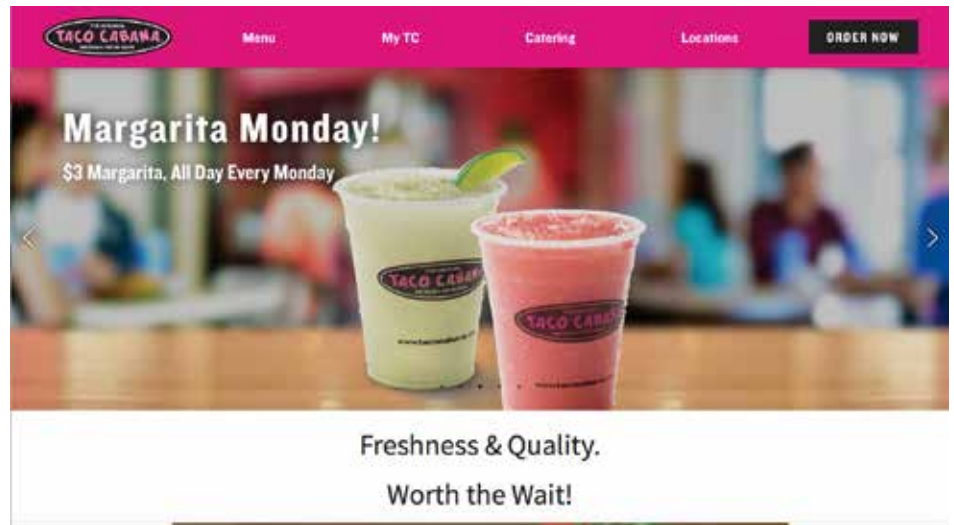 TACO CABANA
Menu
My TC
Catering
Locations
ORDER NOW
Margarita Monday!
$3 Margarita, All Day Every Monday
TACO CABANA
TACO CABANA
Freshness & Quality.
Worth the Wait!